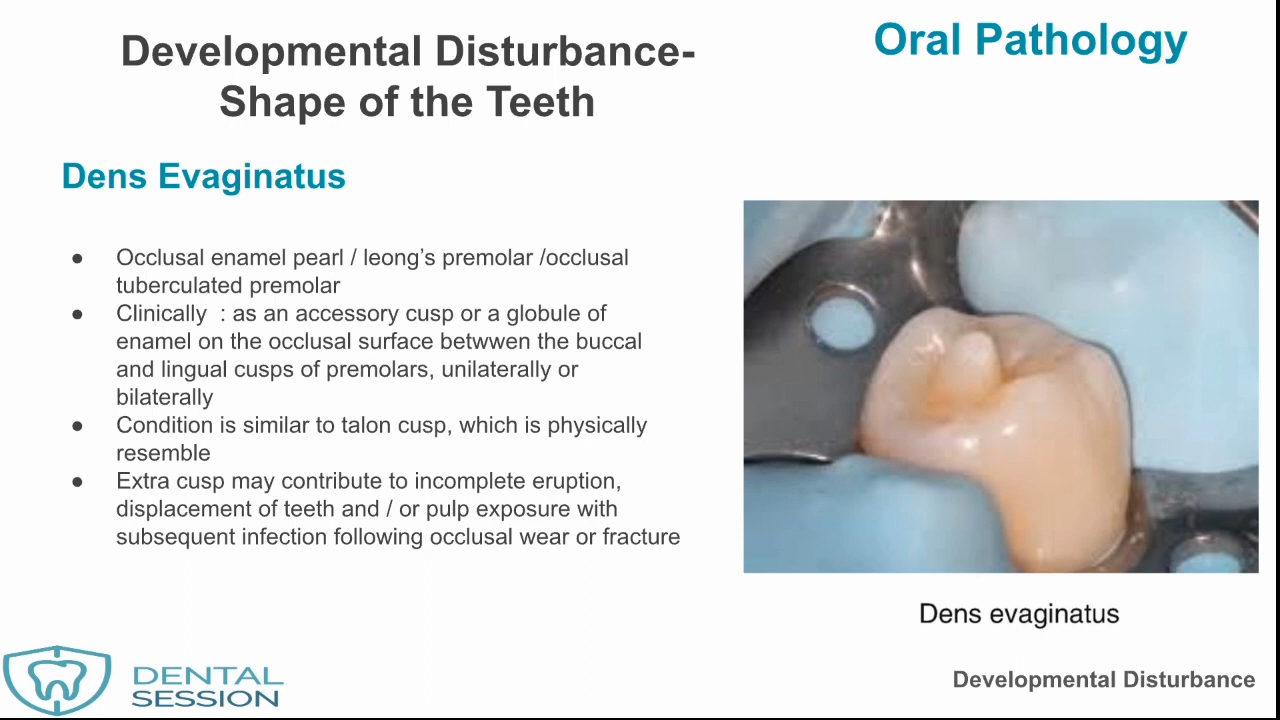 Developmental Disturbance-
Shape of the Teeth
Oral Pathology
Dens Evaginatus
● Occlusal enamel pearl / leong's premolar /occlusal
tuberculated premolar
● Clinically : as an accessory cusp or a globule of
enamel on the occlusal surface betwwen the buccal
and lingual cusps of premolars, unilaterally or
bilaterally
● Condition is similar to talon cusp, which is physically
resemble
● Extra cusp may contribute to incomplete eruption,
displacement of teeth and / or pulp exposure with
subsequent infection following occlusal wear or fracture
Dens evaginatus
DENTAL
SESSION
Developmental Disturbance